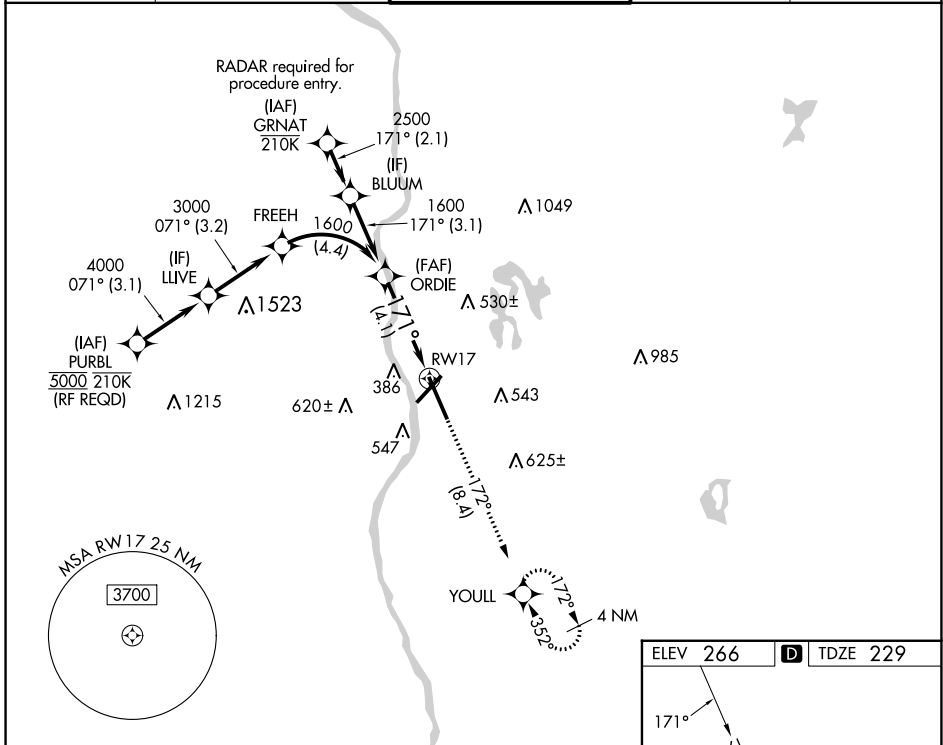 RADAR required for
procedure entry.
(IAF)
GRNAT
210K
2500
171° (2.1)
(IF)
BLUUM
1600
171° (3.1)
1049
3000
071° (3.2)
FREEH
1600
(4.4)
4000
071° (3.1)
(IF)
LLIVE
1523
(FAF)
ORDIE
530±
171°
(4.1)
(IAF)
PURBL
5000 210K
(RF REQD)
RW17
985
386
1215
620±
543
547
625±
172°
(8.4)
MSA RW17 25 NM
3700
YOULL
172°
352°
4 NM
ELEV 266 D TDZE 229
171°